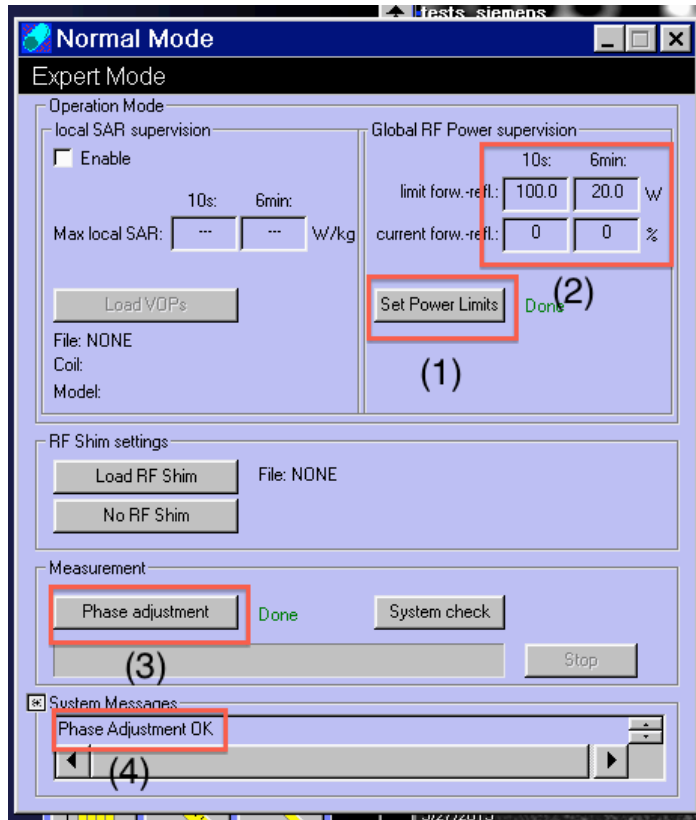 tests_siemens
Normal Mode
Expert Mode
Operation Mode
local SAR supervision
Enable
10s: 6min:
Max local SAR: --- --- W/kg
Load VOPs
File: NONE
Coil:
Model:
Global RF Power supervision
10s: 6min:
limit forw.-refl.: 100.0 20.0 W
current forw.-refl.: 0 0 %
(2)
Set Power Limits Done
(1)
RF Shim settings
Load RF Shim File: NONE
No RF Shim
Measurement
Phase adjustment Done System check
(3)
Stop
System Messages
Phase Adjustment OK
(4)
5/27/2015